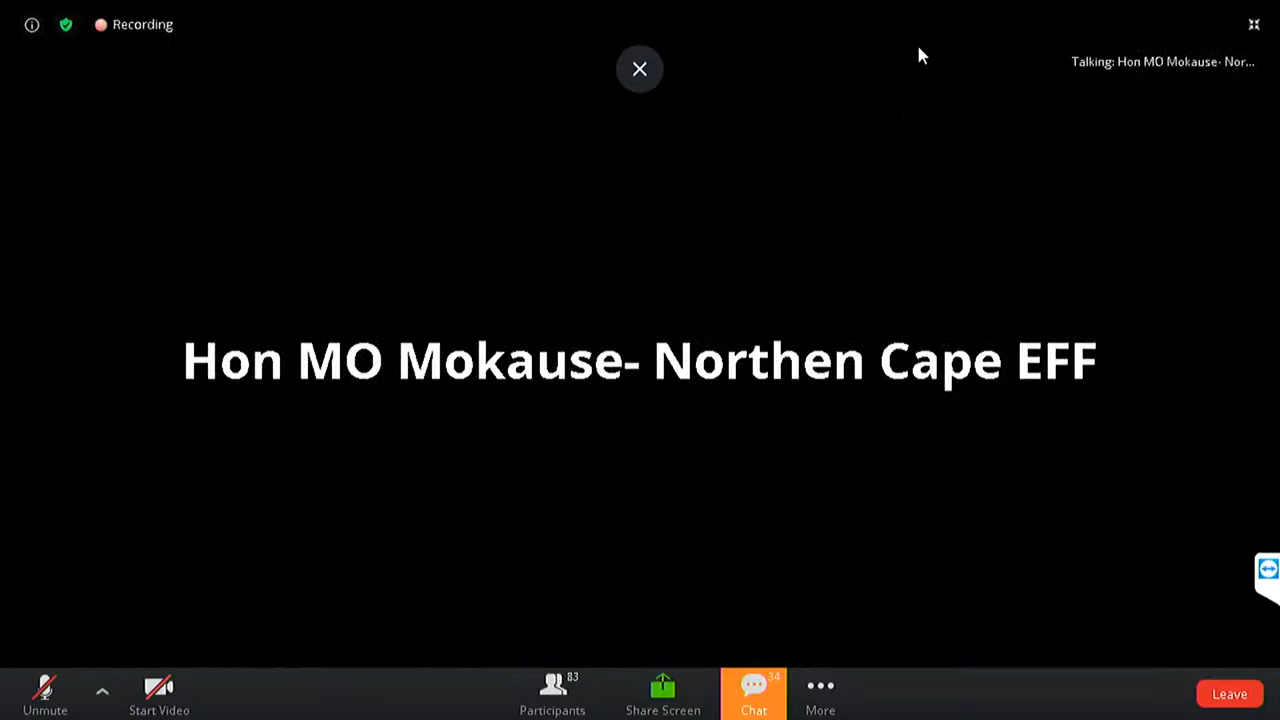 Recording
Talking: Hon MO Mokause- Nor...
Hon MO Mokause- Northen Cape EFF
Unmute
Start Video
83
Participants
Share Screen
34
Chat
More
Leave